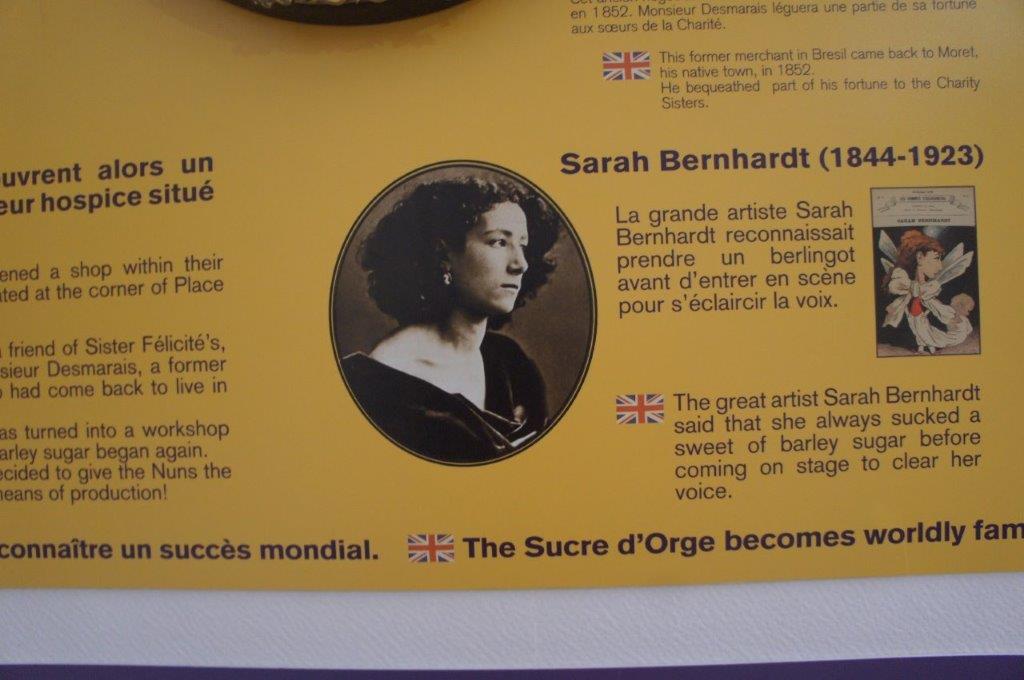 en 1852. Monsieur Desmarais léguera une partie de sa fortune
aux sœurs de la Charité.
This former merchant in Bresil came back to Moret,
his native town, in 1852.
He bequeathed part of his fortune to the Charity
Sisters.
uvrent alors un
eur hospice situé
ened a shop within their
ated at the corner of Place
friend of Sister Félicité's,
sieur Desmarais, a former
had come back to live in
as turned into a workshop
arley sugar began again.
ecided to give the Nuns the
eans of production!
Sarah Bernhardt (1844-1923)
La grande artiste Sarah
Bernhardt reconnaissait
prendre un berlingot
avant d'entrer en scène
pour s'éclaircir la voix.
SARAH BERNHARDT
The great artist Sarah Bernhardt
said that she always sucked a
sweet of barley sugar before
coming on stage to clear her
voice.
connaître un succès mondial.
The Sucre d'Orge becomes worldly fam